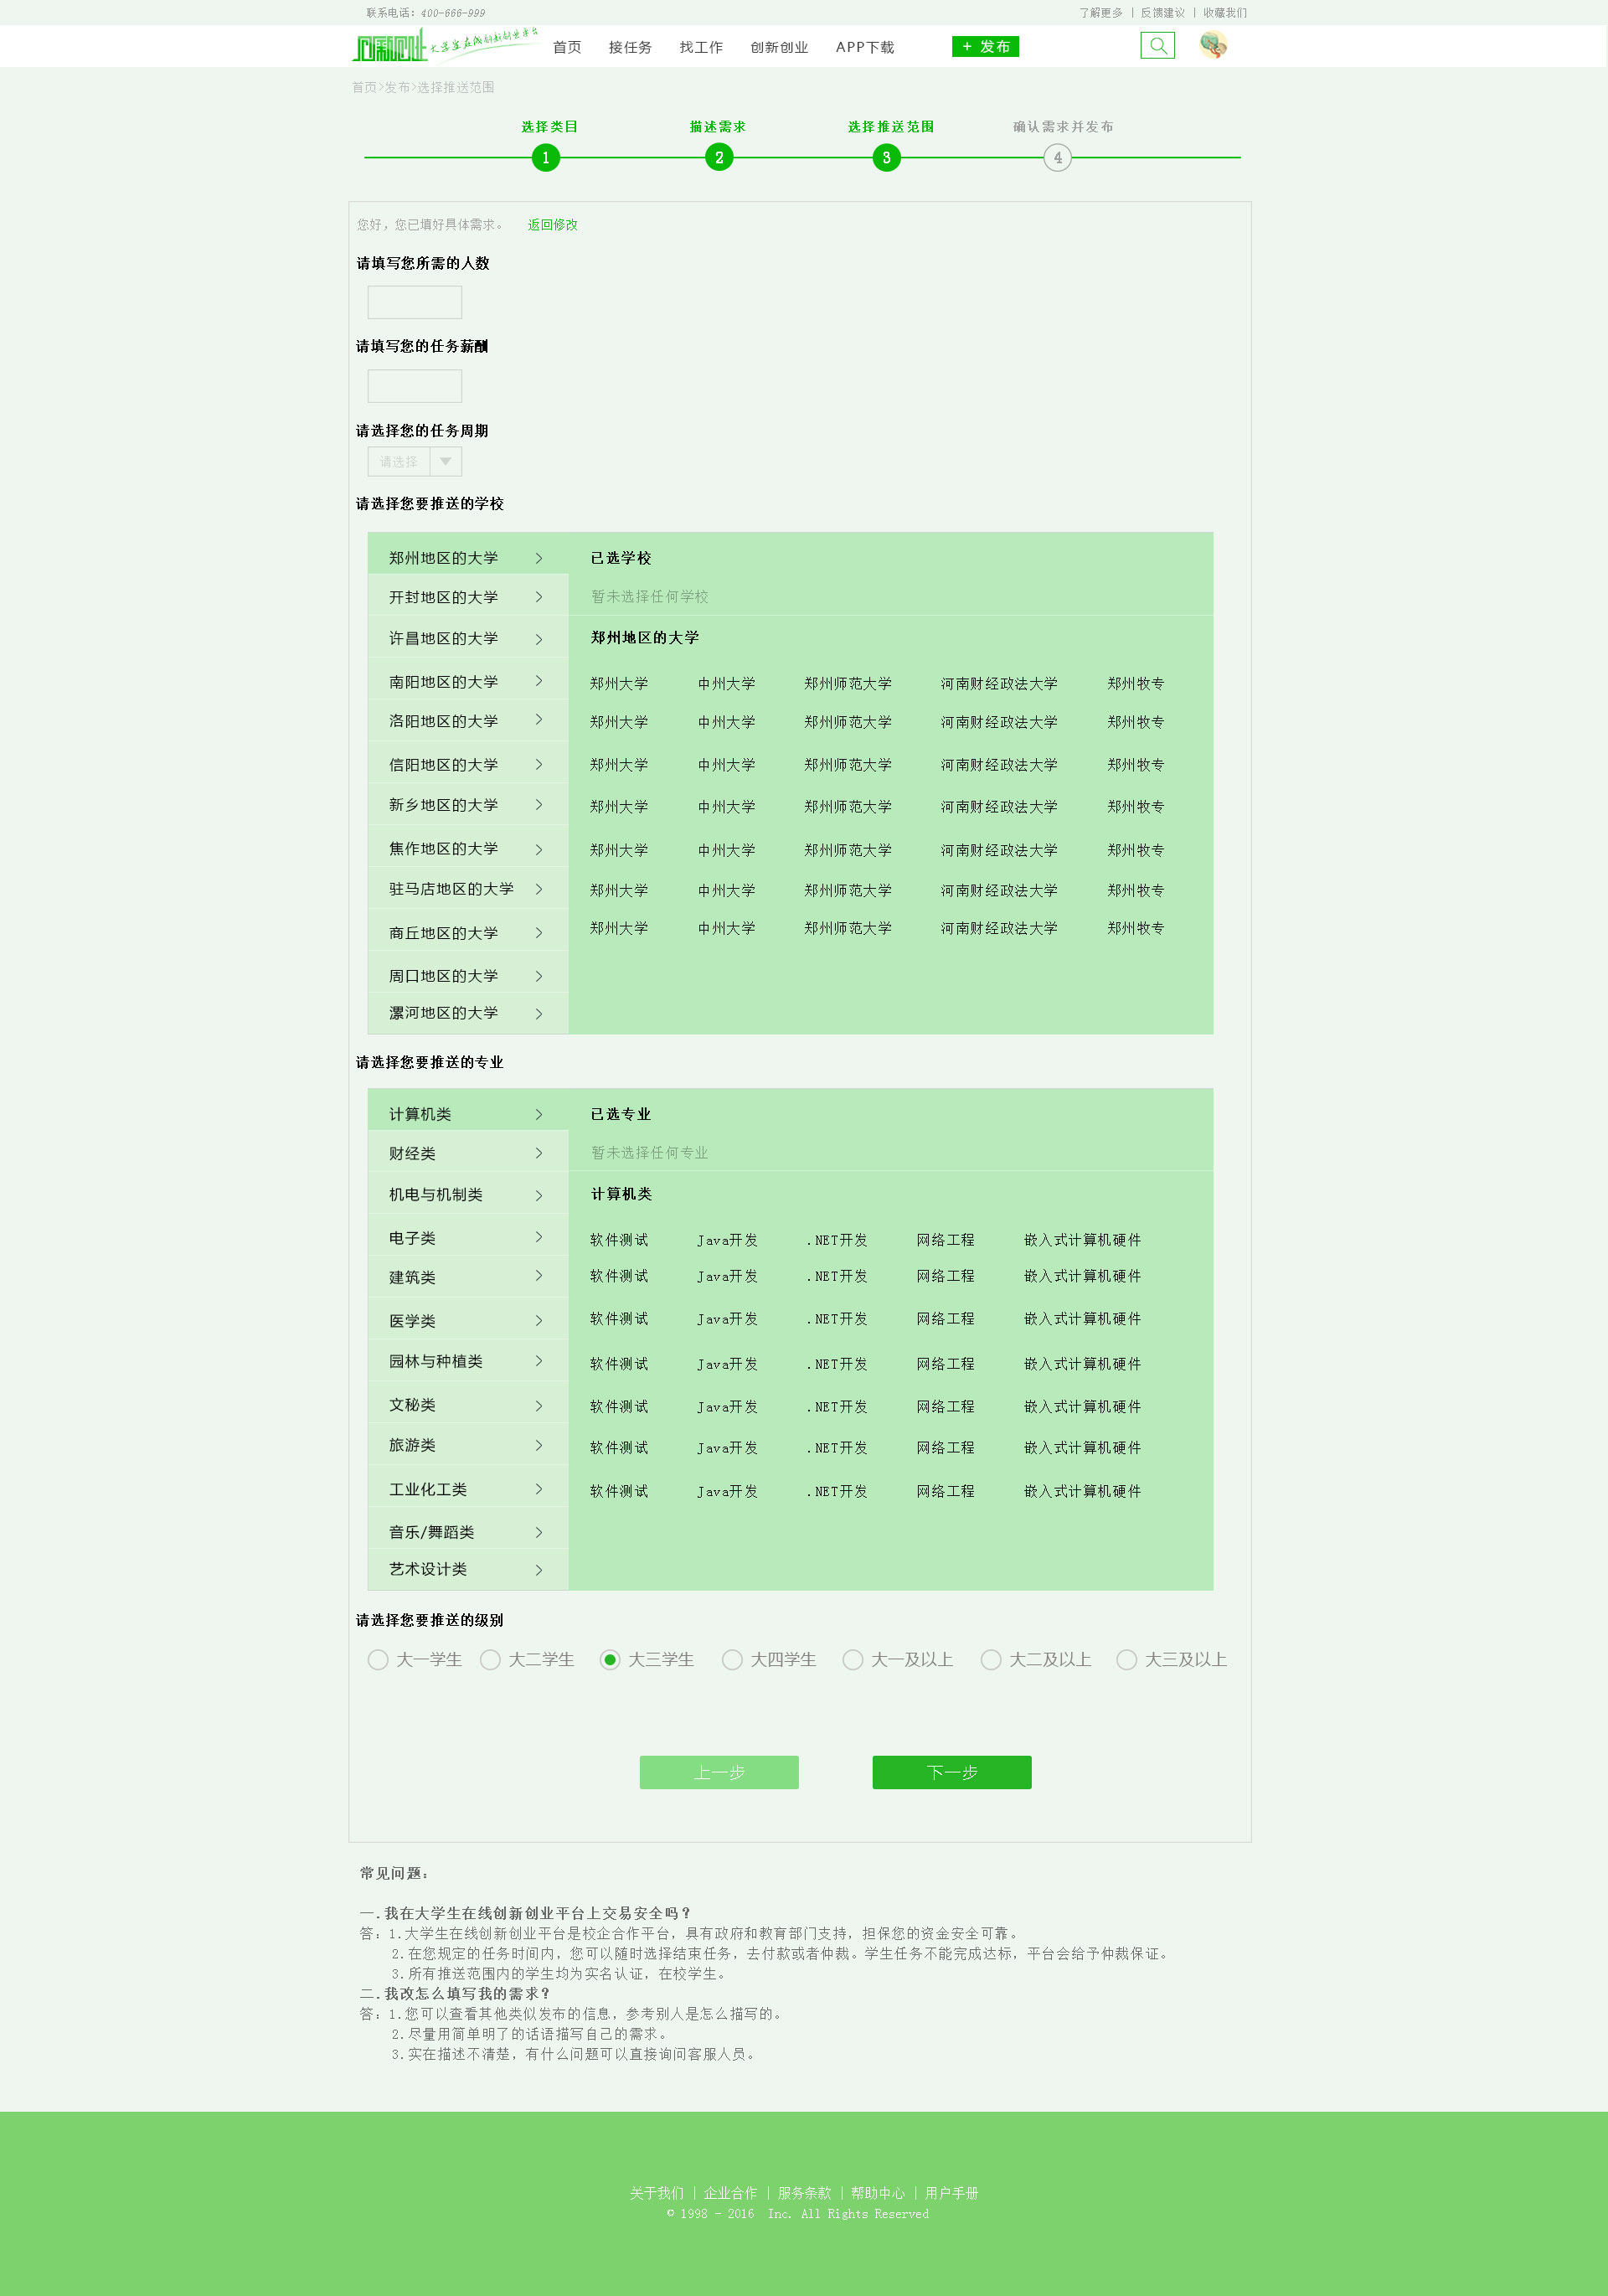 联系电话：400-666-999
了解更多 | 反馈建议 | 收藏我们
首页 接任务 找工作 创新创业 APP下载 + 发布
首页>发布>选择推送范围
选择类目 描述需求 选择推送范围 确认需求并发布
1 2 3 4
您好，您已填好具体需求。 返回修改
请填写您所需的人数
请填写您的任务薪酬
请选择您的任务周期
请选择
请选择您要推送的学校
郑州地区的大学
开封地区的大学
许昌地区的大学
南阳地区的大学
洛阳地区的大学
信阳地区的大学
新乡地区的大学
焦作地区的大学
驻马店地区的大学
商丘地区的大学
周口地区的大学
漯河地区的大学
已选学校
暂未选择任何学校
郑州地区的大学
郑州大学 中州大学 郑州师范大学 河南财经政法大学 郑州牧专
郑州大学 中州大学 郑州师范大学 河南财经政法大学 郑州牧专
郑州大学 中州大学 郑州师范大学 河南财经政法大学 郑州牧专
郑州大学 中州大学 郑州师范大学 河南财经政法大学 郑州牧专
郑州大学 中州大学 郑州师范大学 河南财经政法大学 郑州牧专
郑州大学 中州大学 郑州师范大学 河南财经政法大学 郑州牧专
郑州大学 中州大学 郑州师范大学 河南财经政法大学 郑州牧专
请选择您要推送的专业
计算机类
财经类
机电与机制类
电子类
建筑类
医学类
园林与种植类
文秘类
旅游类
工业化工类
音乐/舞蹈类
艺术设计类
已选专业
暂未选择任何专业
计算机类
软件测试 Java开发 .NET开发 网络工程 嵌入式计算机硬件
软件测试 Java开发 .NET开发 网络工程 嵌入式计算机硬件
软件测试 Java开发 .NET开发 网络工程 嵌入式计算机硬件
软件测试 Java开发 .NET开发 网络工程 嵌入式计算机硬件
软件测试 Java开发 .NET开发 网络工程 嵌入式计算机硬件
软件测试 Java开发 .NET开发 网络工程 嵌入式计算机硬件
软件测试 Java开发 .NET开发 网络工程 嵌入式计算机硬件
请选择您要推送的级别
大一学生 大二学生 大三学生 大四学生 大一及以上 大二及以上 大三及以上
上一步 下一步
常见问题：
一.我在大学生在线创新创业平台上交易安全吗？
答：1.大学生在线创新创业平台是校企合作平台，具有政府和教育部门支持，担保您的资金安全可靠。
2.在您规定的任务时间内，您可以随时选择结束任务，去付款或者仲裁。学生任务不能完成达标，平台会给予仲裁保证。
3.所有推送范围内的学生均为实名认证，在校学生。
二.我改怎么填写我的需求？
答：1.您可以查看其他类似发布的信息，参考别人是怎么描写的。
2.尽量用简单明了的话语描写自己的需求。
3.实在描述不清楚，有什么问题可以直接询问客服人员。
关于我们 | 企业合作 | 服务条款 | 帮助中心 | 用户手册
© 1998 - 2016 Inc. All Rights Reserved